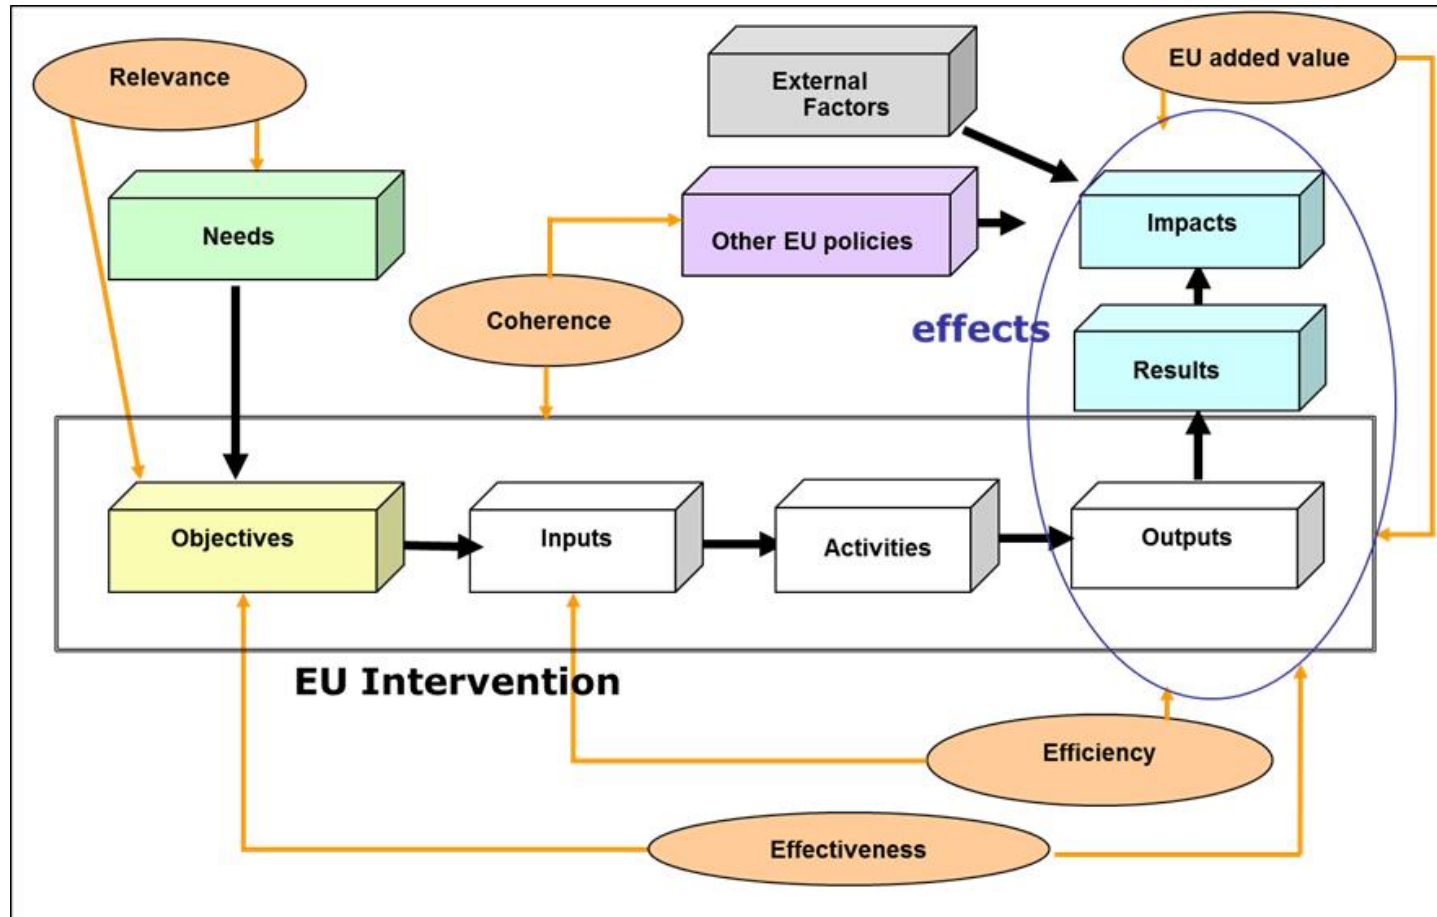 Relevance
External
Factors
EU added value
Needs
Other EU policies
Impacts
Coherence
effects
Results
Objectives
Inputs
Activities
Outputs
EU Intervention
Efficiency
Effectiveness